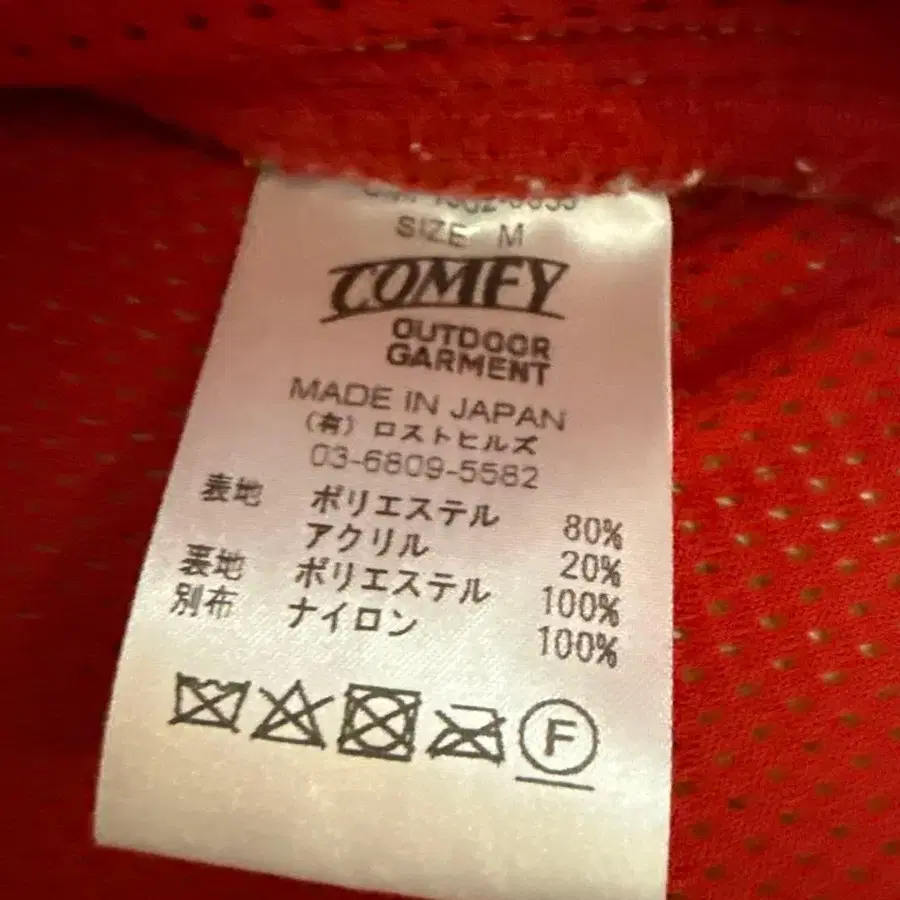 SIZE M
COMFY
OUTDOOR
GARMENT
MADE IN JAPAN
(有) ロストヒルズ
03-6809-5582
表地 ポリエステル 80%
アクリル 20%
裏地 ポリエステル 100%
別布 ナイロン 100%
F